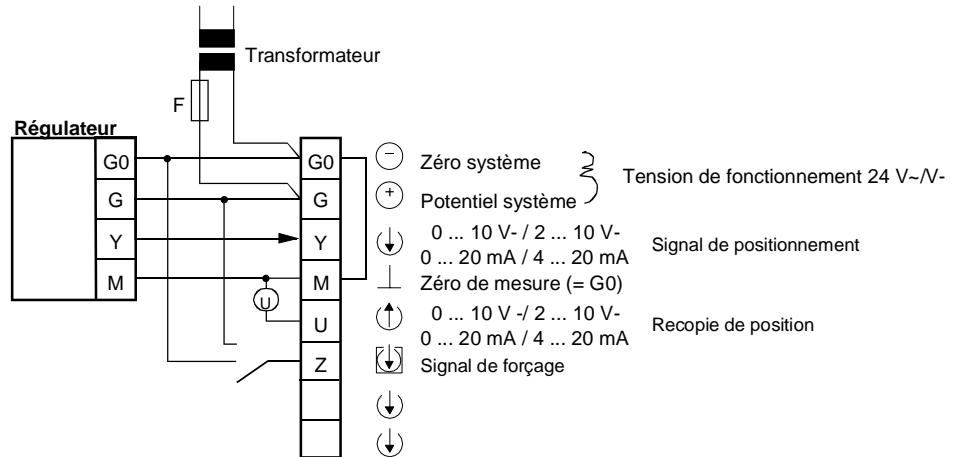 Transformateur
F
Régulateur
G0 G0 − Zéro système
Tension de fonctionnement 24 V~/V-
G G + Potentiel système
Y Y 0 ... 10 V- / 2 ... 10 V-
0 ... 20 mA / 4 ... 20 mA
Signal de positionnement
M M Zéro de mesure (= G0)
U U 0 ... 10 V -/ 2 ... 10 V-
0 ... 20 mA / 4 ... 20 mA
Recopie de position
Z Signal de forçage